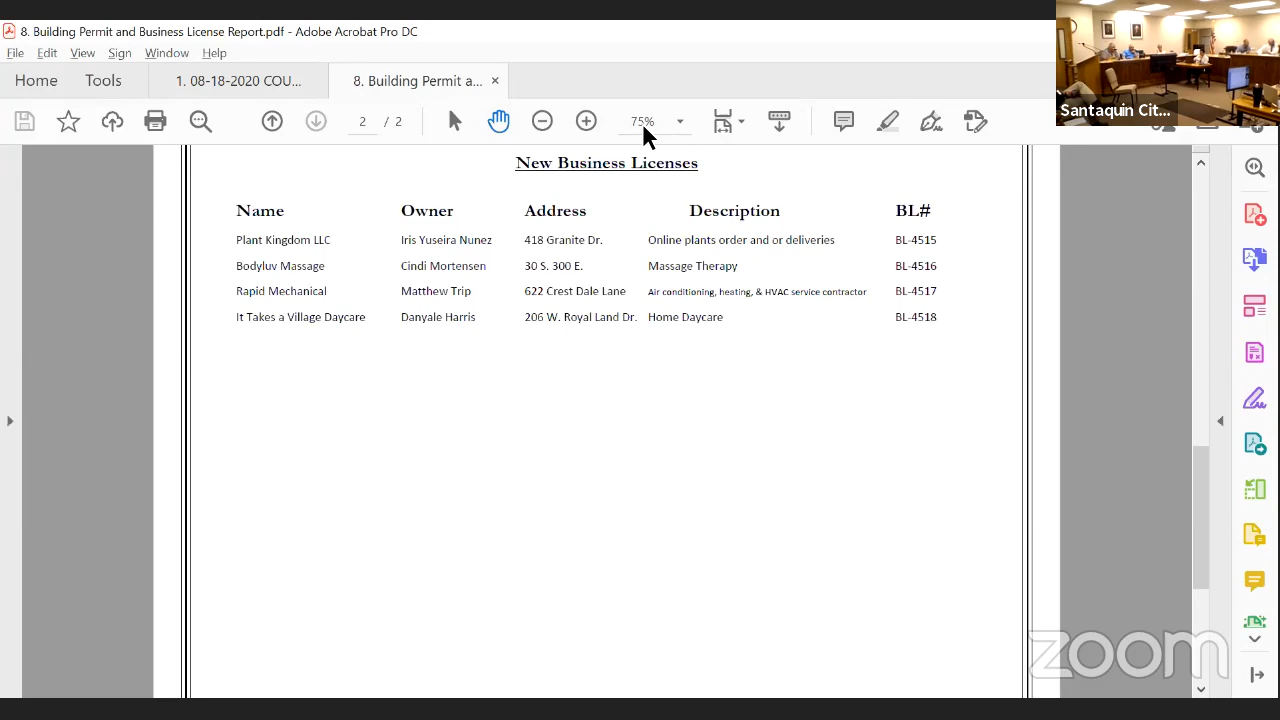 8. Building Permit and Business License Report.pdf - Adobe Acrobat Pro DC
File Edit View Sign Window Help
Home Tools 1. 08-18-2020 COU... 8. Building Permit a... ×
2 / 2 75%
Santaquin Cit...
New Business Licenses
Name Owner Address Description BL#
Plant Kingdom LLC Iris Yuseira Nunez 418 Granite Dr. Online plants order and or deliveries BL-4515
Bodyluv Massage Cindi Mortensen 30 S. 300 E. Massage Therapy BL-4516
Rapid Mechanical Matthew Trip 622 Crest Dale Lane Air conditioning, heating, & HVAC service contractor BL-4517
It Takes a Village Daycare Danyale Harris 206 W. Royal Land Dr. Home Daycare BL-4518
zoom